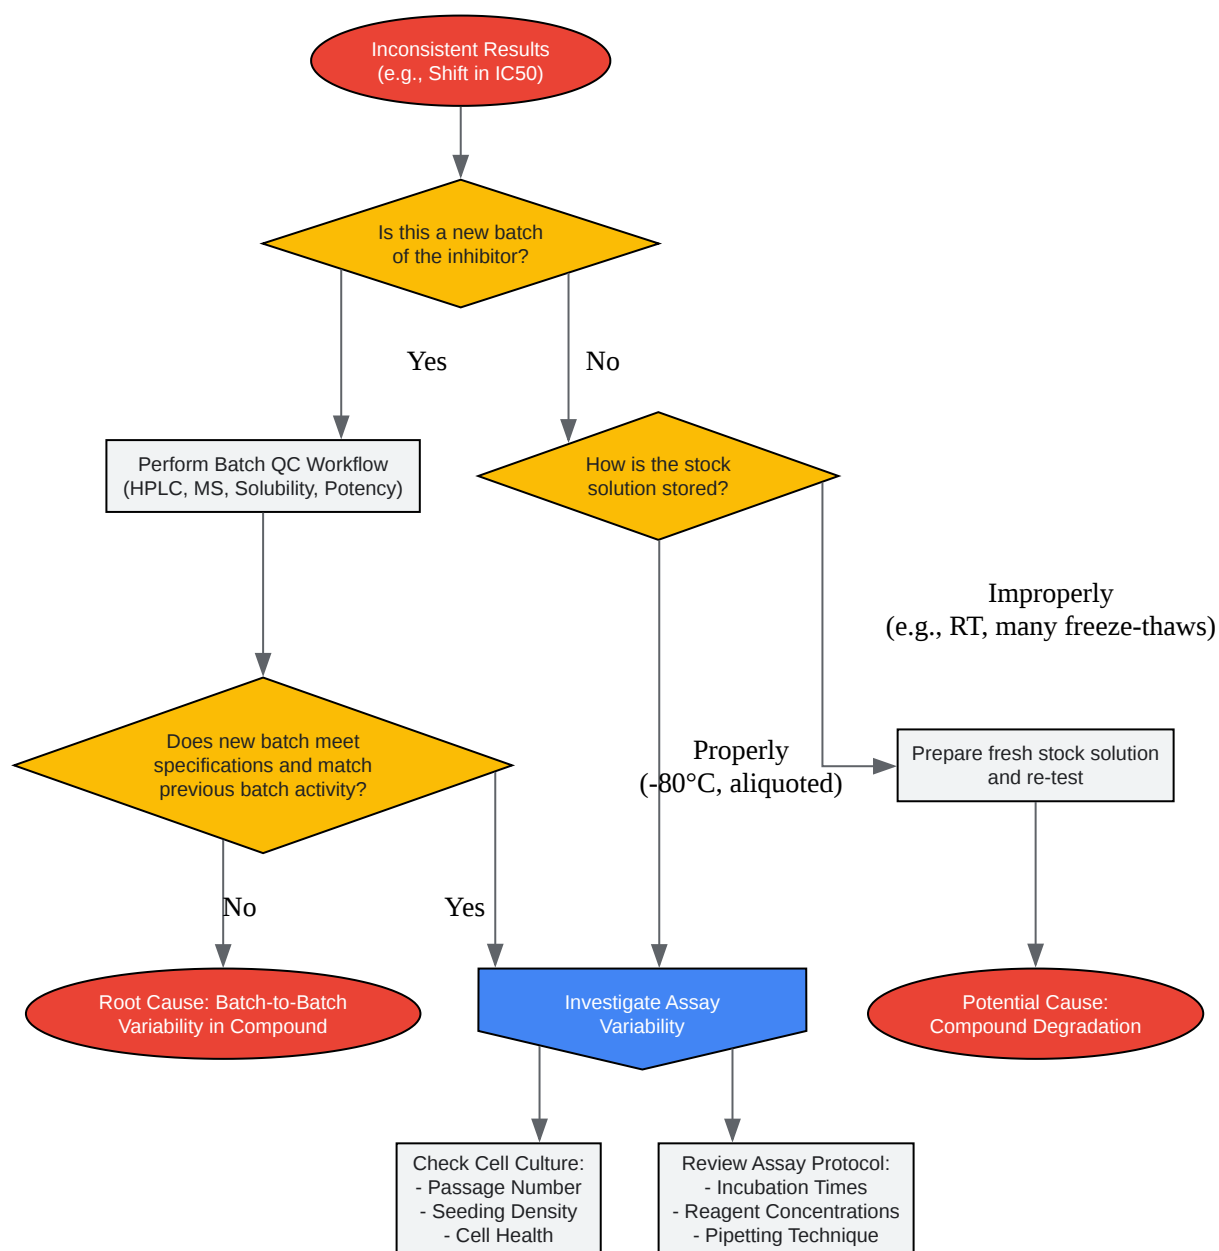 Inconsistent Results
(e.g., Shift in IC50)
Is this a new batch
of the inhibitor?
Yes
No
Perform Batch QC Workflow
(HPLC, MS, Solubility, Potency)
How is the stock
solution stored?
Improperly
(e.g., RT, many freeze-thaws)
Does new batch meet
specifications and match
previous batch activity?
Properly
(-80°C, aliquoted)
Prepare fresh stock solution
and re-test
No
Yes
Root Cause: Batch-to-Batch
Variability in Compound
Investigate Assay
Variability
Potential Cause:
Compound Degradation
Check Cell Culture:
- Passage Number
- Seeding Density
- Cell Health
Review Assay Protocol:
- Incubation Times
- Reagent Concentrations
- Pipetting Technique